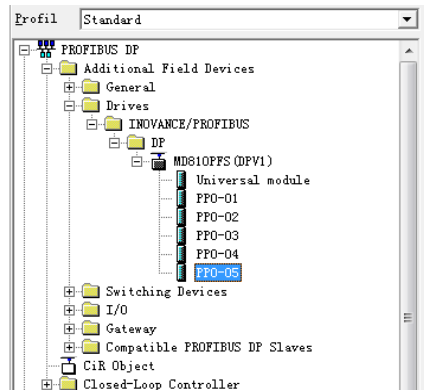 Profil Standard
PROFIBUS DP
Additional Field Devices
General
Drives
INOVANCE/PROFIBUS
DP
MD810PFS(DPV1)
Universal module
PPO-01
PPO-02
PPO-03
PPO-04
PPO-05
Switching Devices
I/O
Gateway
Compatible PROFIBUS DP Slaves
CiR Object
Closed-Loop Controller